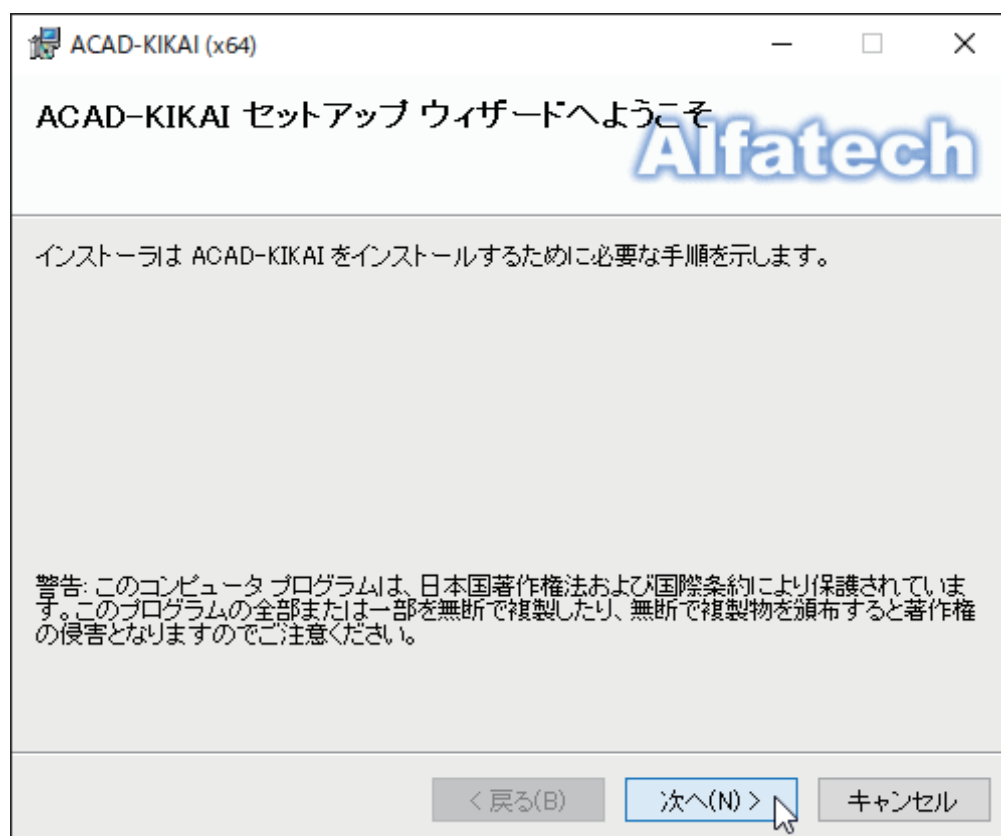 ACAD-KIKAI (x64)
ACAD-KIKAI セットアップ ウィザードへようこそ
Alfatech
インストーラは ACAD-KIKAI をインストールするために必要な手順を示します。
警告: このコンピュータ プログラムは、日本国著作権法および国際条約により保護されていま
す。このプログラムの全部または一部を無断で複製したり、無断で複製物を頒布すると著作権
の侵害となりますのでご注意ください。
< 戻る(B)
次へ(N) >
キャンセル